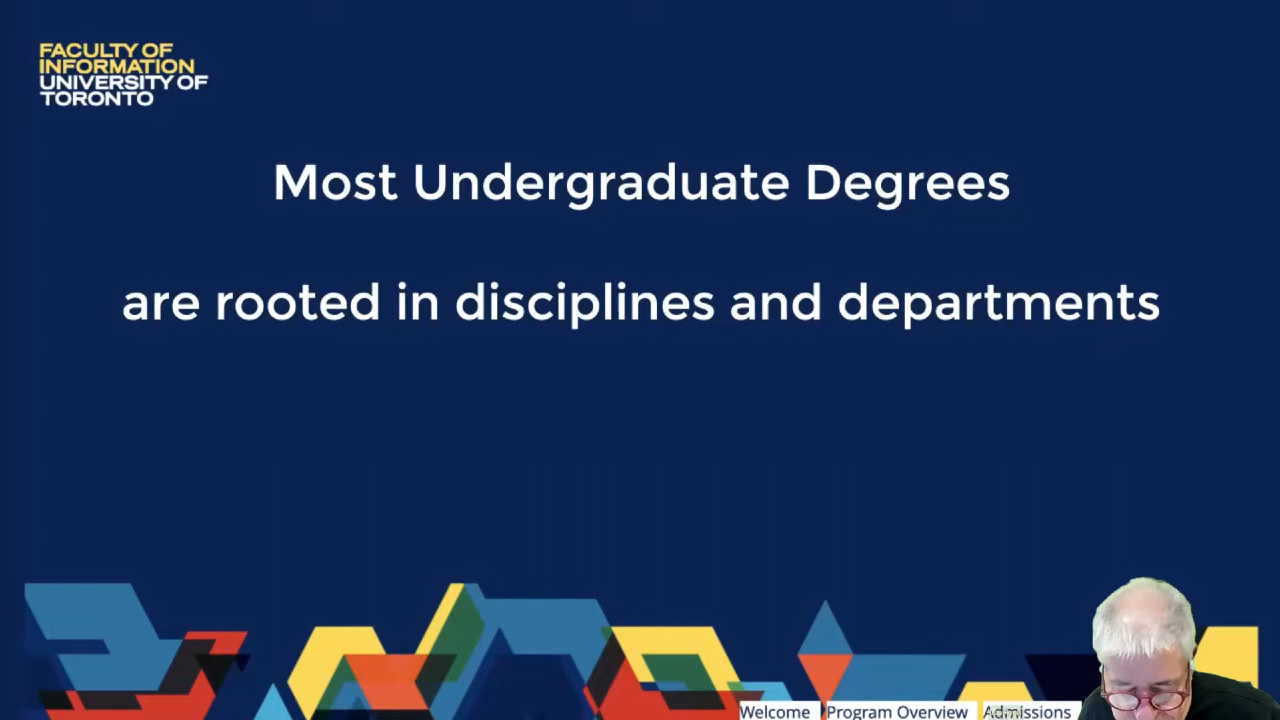 FACULTY OF
INFORMATION
UNIVERSITY OF
TORONTO
Most Undergraduate Degrees
are rooted in disciplines and departments
Welcome Program Overview Admissions